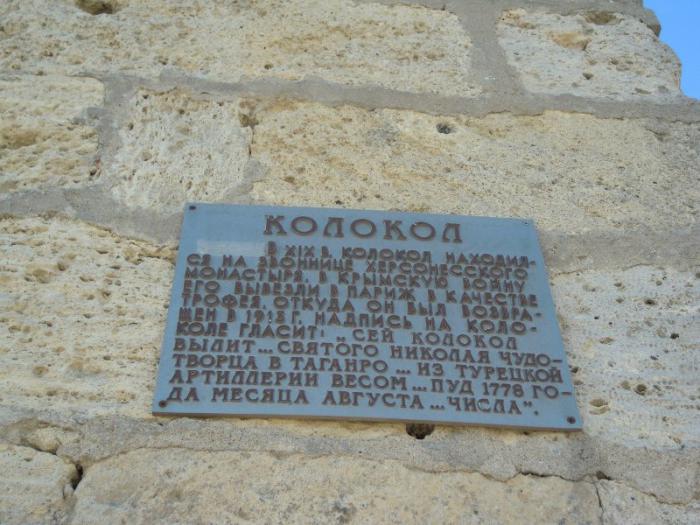 КОЛОКОЛ
В XIX В. КОЛОКОЛ НАХОДИЛ-
СЯ НА ЗВОННИЦЕ ХЕРСОНЕССКОГО
МОНАСТЫРЯ. В КРЫМСКУЮ ВОЙНУ
ЕГО ВЫВЕЗЛИ В ПАРИЖ В КАЧЕСТВЕ
ТРОФЕЯ, ОТКУДА ОН БЫЛ ВОЗВРА-
ЩЕН В 1913 Г. НАДПИСЬ НА КОЛО-
КОЛЕ ГЛАСИТ: „СЕЙ КОЛОКОЛ
ВЫЛИТ... СВЯТОГО НИКОЛАЯ ЧУДО-
ТВОРЦА В ТАГАНРО... ИЗ ТУРЕЦКОЙ
АРТИЛЛЕРИИ ВЕСОМ... ПУД 1778 ГО-
ДА МЕСЯЦА АВГУСТА ... ЧИСЛА".